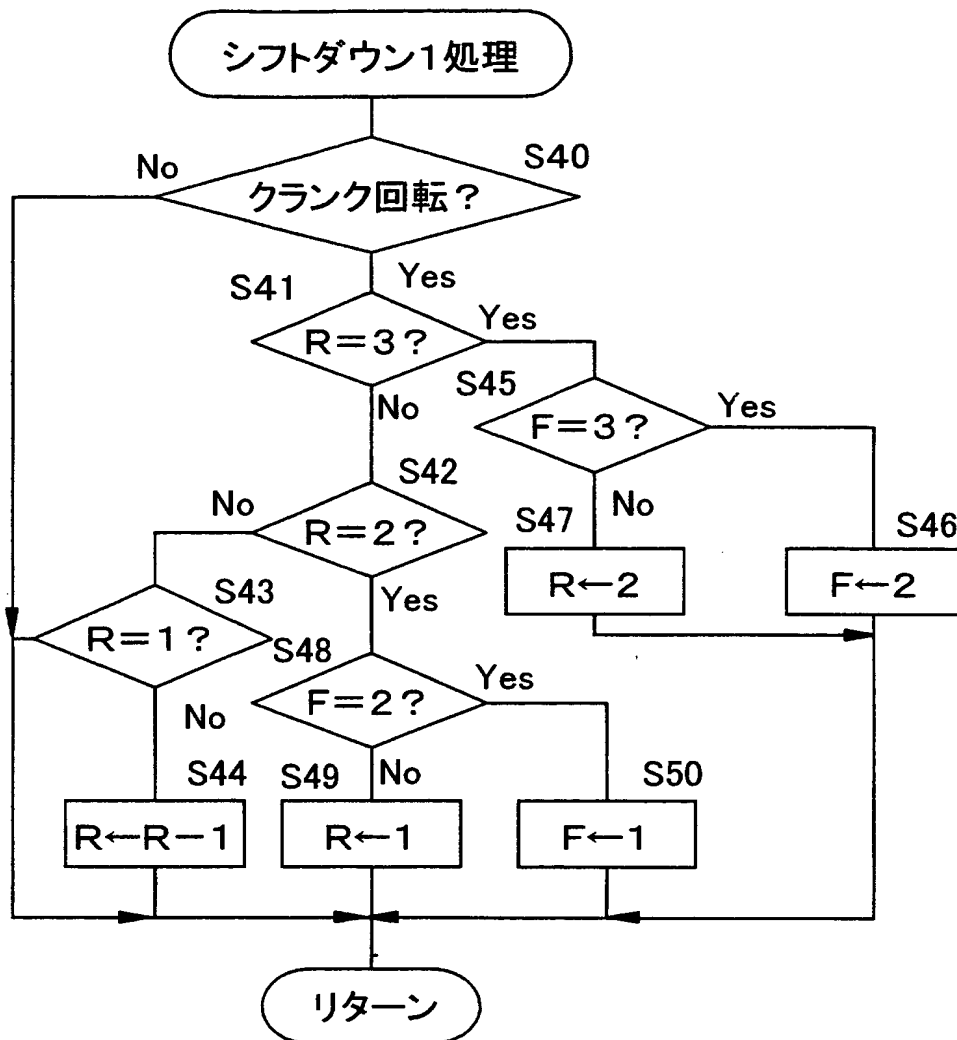 シフトダウン1処理
No
S40
クランク回転?
Yes
S41
R=3?
Yes
S45
No
F=3?
Yes
S42
No
R=2?
S47
No
S46
S43
Yes
R←2
F←2
R=1?
S48
No
F=2?
Yes
S44
S49
No
S50
R←R-1
R←1
F←1
リターン